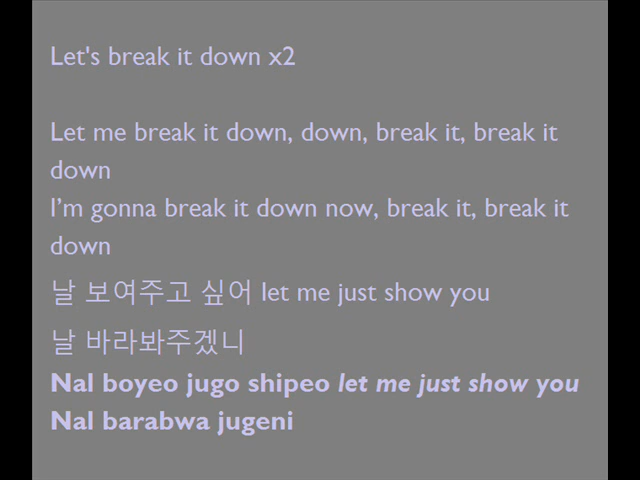 Let's break it down x2
Let me break it down, down, break it, break it
down
I'm gonna break it down now, break it, break it
down
날 보여주고 싶어 let me just show you
날 바라봐주겠니
Nal boyeo jugo shipeo let me just show you
Nal barabwa jugeni